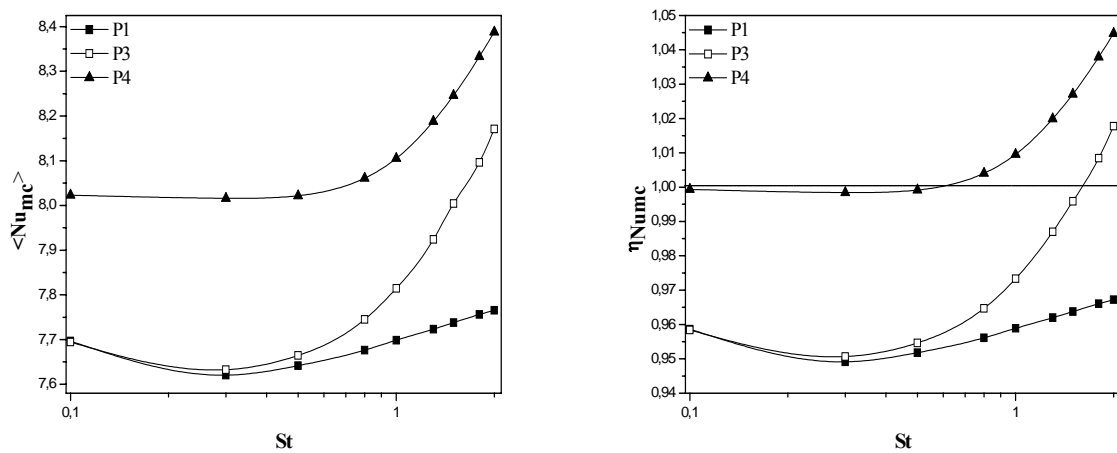 8,4
8,3
8,2
8,1
8,0
7,9
7,8
7,7
7,6
<Nu_mc>
P1
P3
P4
0,1
1
St
1,05
1,04
1,03
1,02
1,01
1,00
0,99
0,98
0,97
0,96
0,95
0,94
η_Numc
P1
P3
P4
0,1
1
St